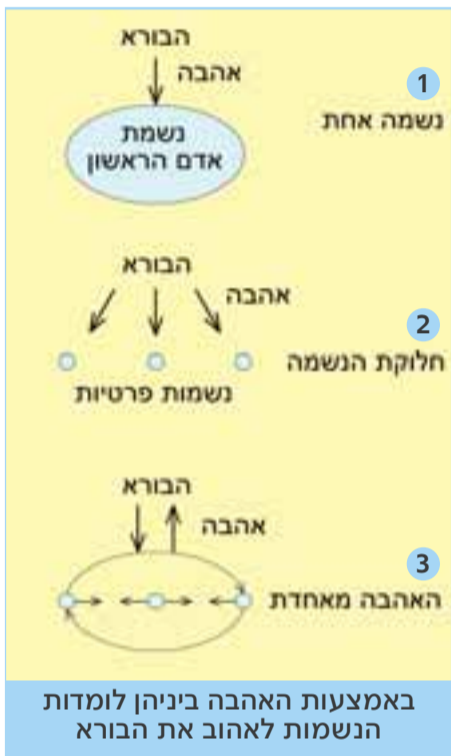 הבורא
אהבה
1
נשמה אחת
נשמת
אדם הראשון
הבורא
אהבה
2
חלוקת הנשמה
נשמות פרטיות
הבורא
אהבה
3
האהבה מאחדת
באמצעות האהבה ביניהן לומדות
הנשמות לאהוב את הבורא